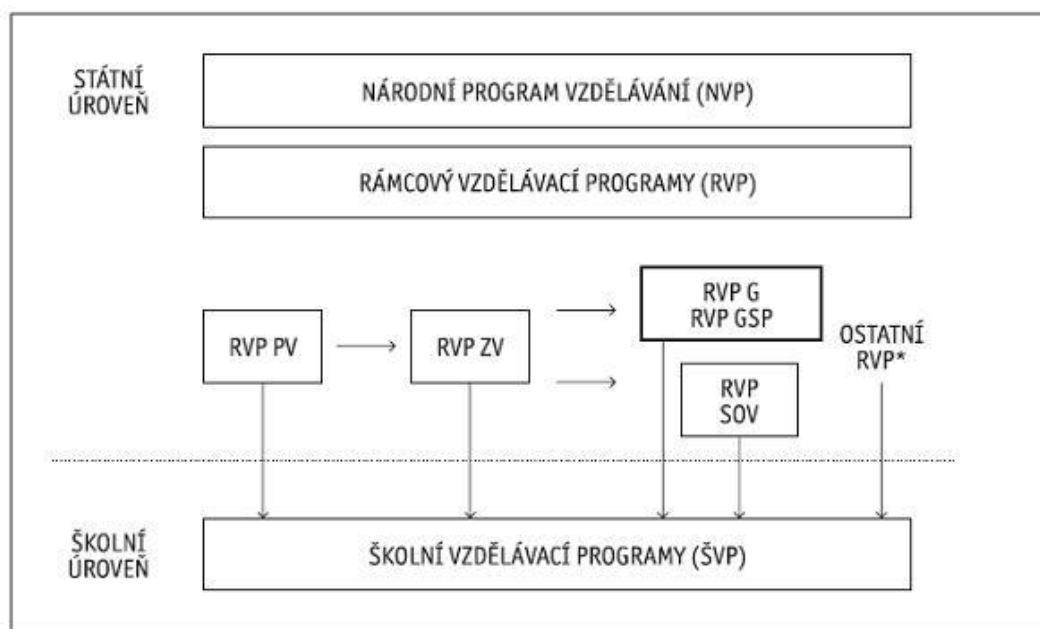 STÁTNÍ
ÚROVEŇ
NÁRODNÍ PROGRAM VZDĚLÁVÁNÍ (NVP)
RÁMCOVÝ VZDĚLÁVACÍ PROGRAMY (RVP)
RVP PV
RVP ZV
RVP G
RVP GSP
RVP
SOV
OSTATNÍ
RVP*
ŠKOLNÍ
ÚROVEŇ
ŠKOLNÍ VZDĚLÁVACÍ PROGRAMY (ŠVP)